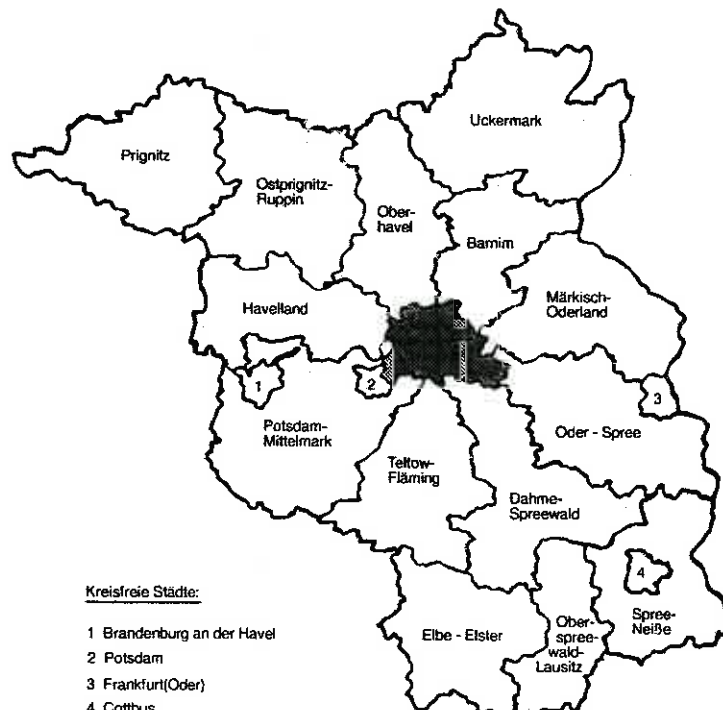 Uckermark
Prignitz
Ostprignitz-
Ruppin
Ober-
havel
Barnim
Havelland
Märkisch-
Oderland
1
2
3
Potsdam-
Mittelmark
Oder - Spree
Teltow-
Fläming
Dahme-
Spreewald
4
Spree-
Neiße
Elbe - Elster
Ober-
spree-
wald-
Lausitz
Kreisfreie Städte:
1 Brandenburg an der Havel
2 Potsdam
3 Frankfurt(Oder)
4 Cottbus